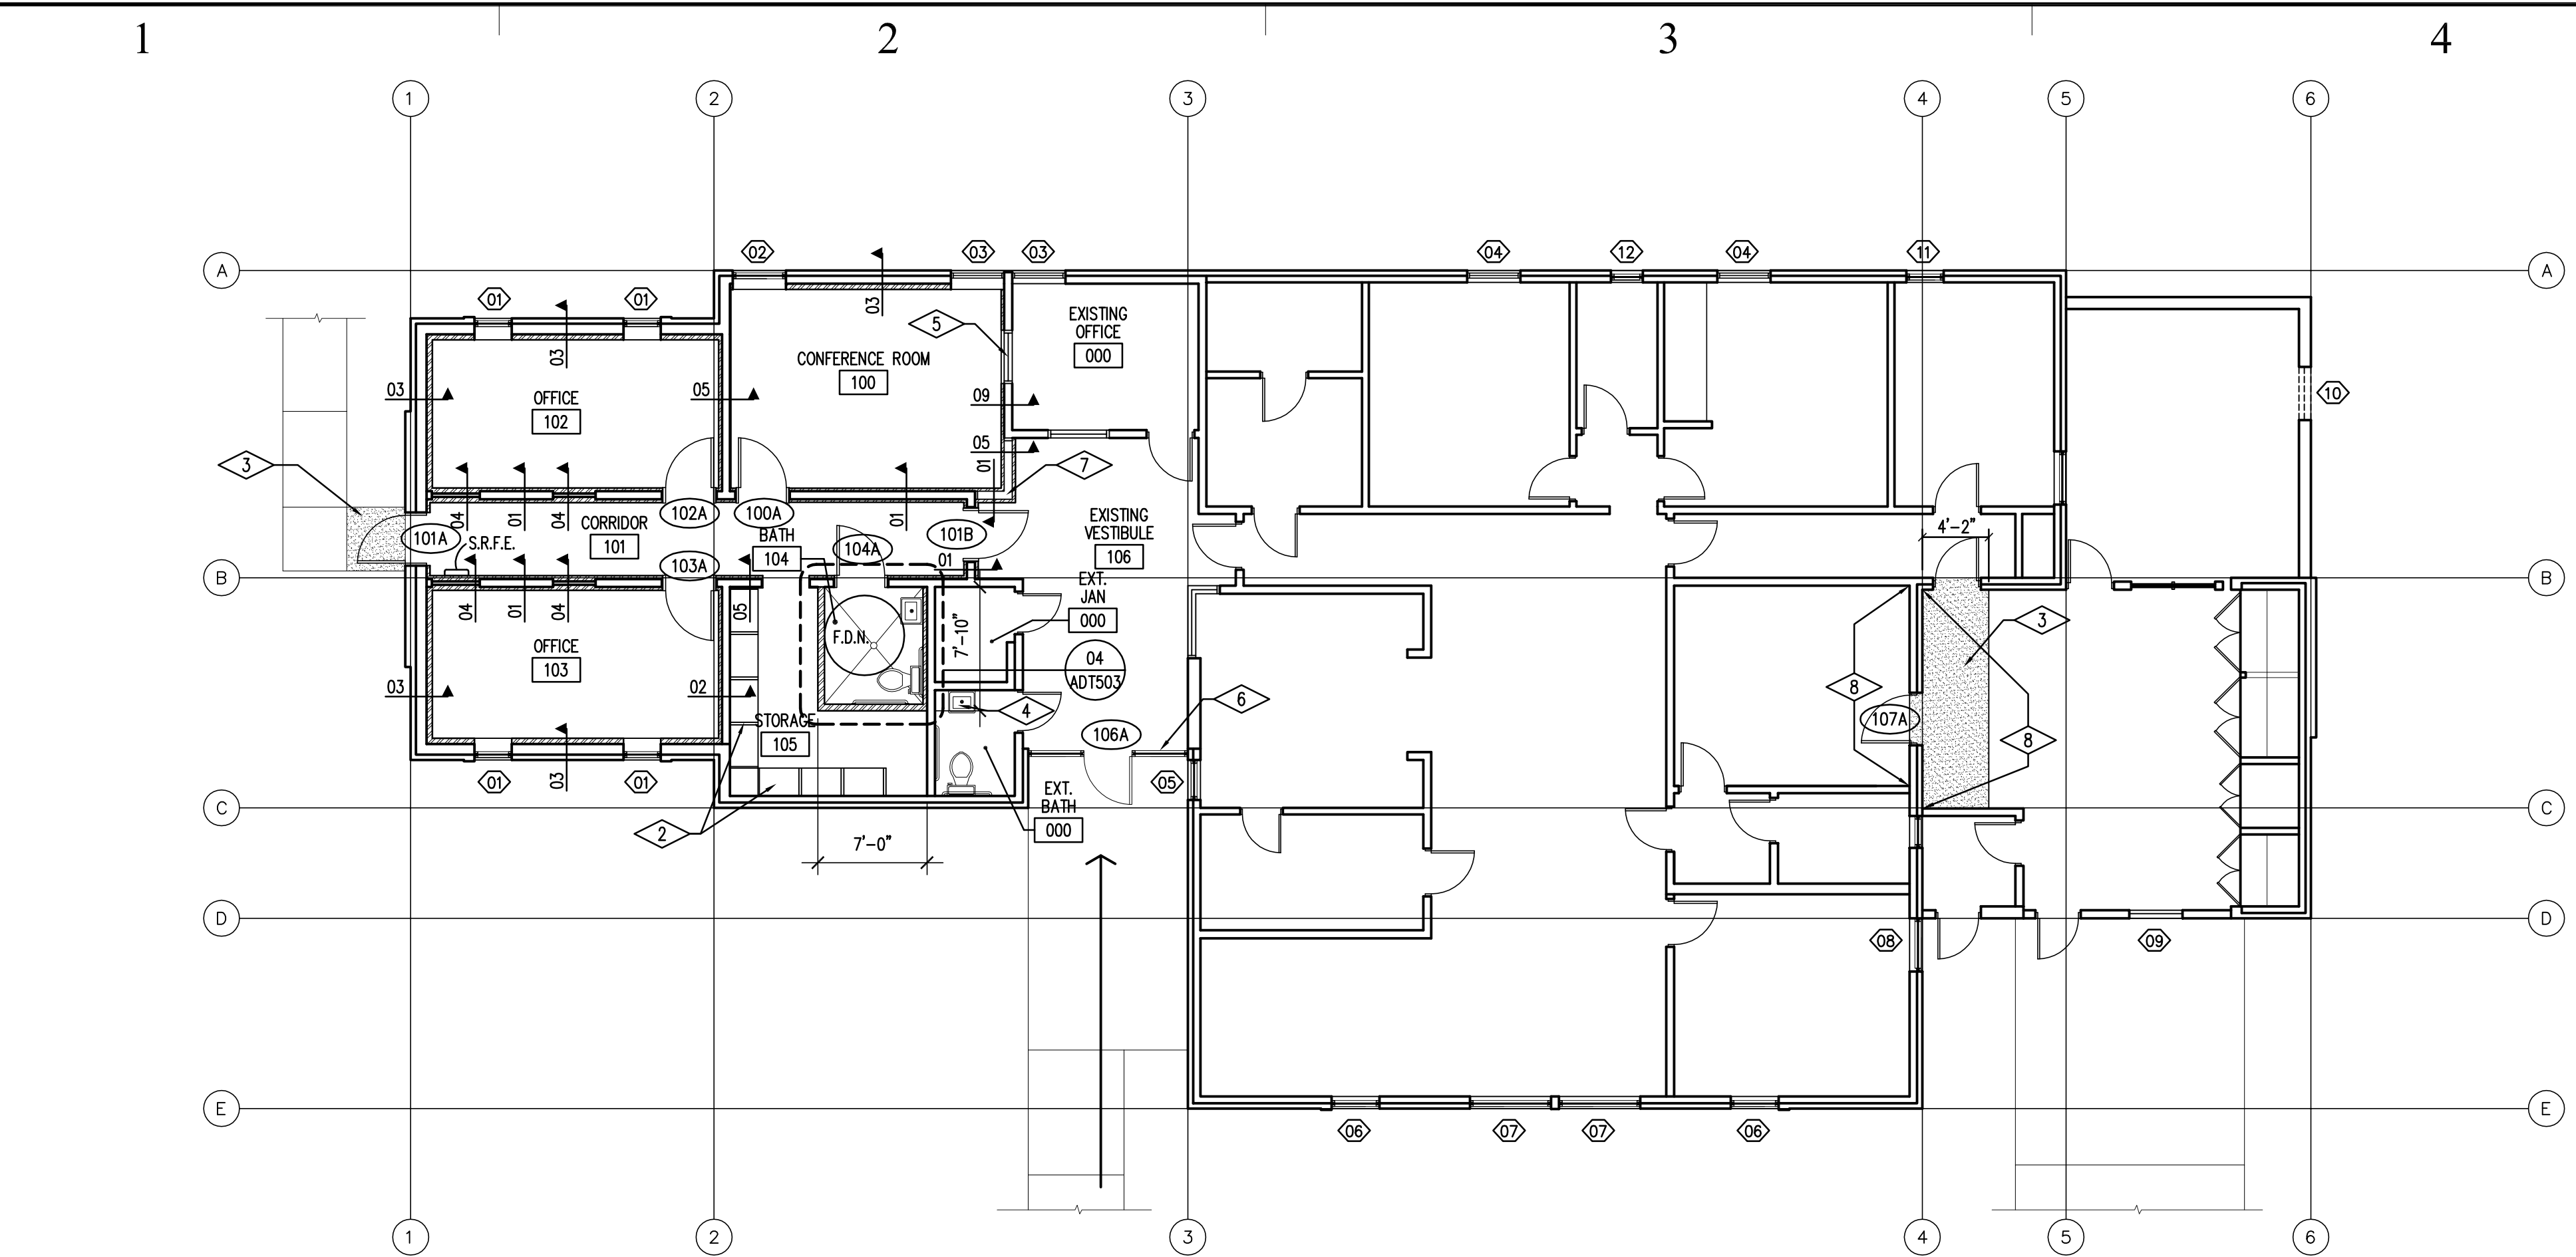 1 2 3 4
1 2 3 4 5 6
A A
02 03 03 04 12 04 11
01 01
03
03
5
EXISTING
OFFICE
000
CONFERENCE ROOM
100
03 05 09
OFFICE
102
10
05
01
3 7
04 01 04
CORRIDOR
101
102A 100A
01
EXISTING
VESTIBULE
106
101A
S.R.F.E.
BATH
104
104A
101B
4'-2"
103A
01
B B
EXT.
JAN
000
04 01 04 05
F.D.N.
7'-10"
3
OFFICE
103
04
ADT503
03 02
8
6
4
STORAGE
105
106A
107A
8
01 03 01
05
EXT.
BATH
000
C C
2
7'-0"
D D
08 09
E E
06 07 07 06
1 2 3 4 5 6